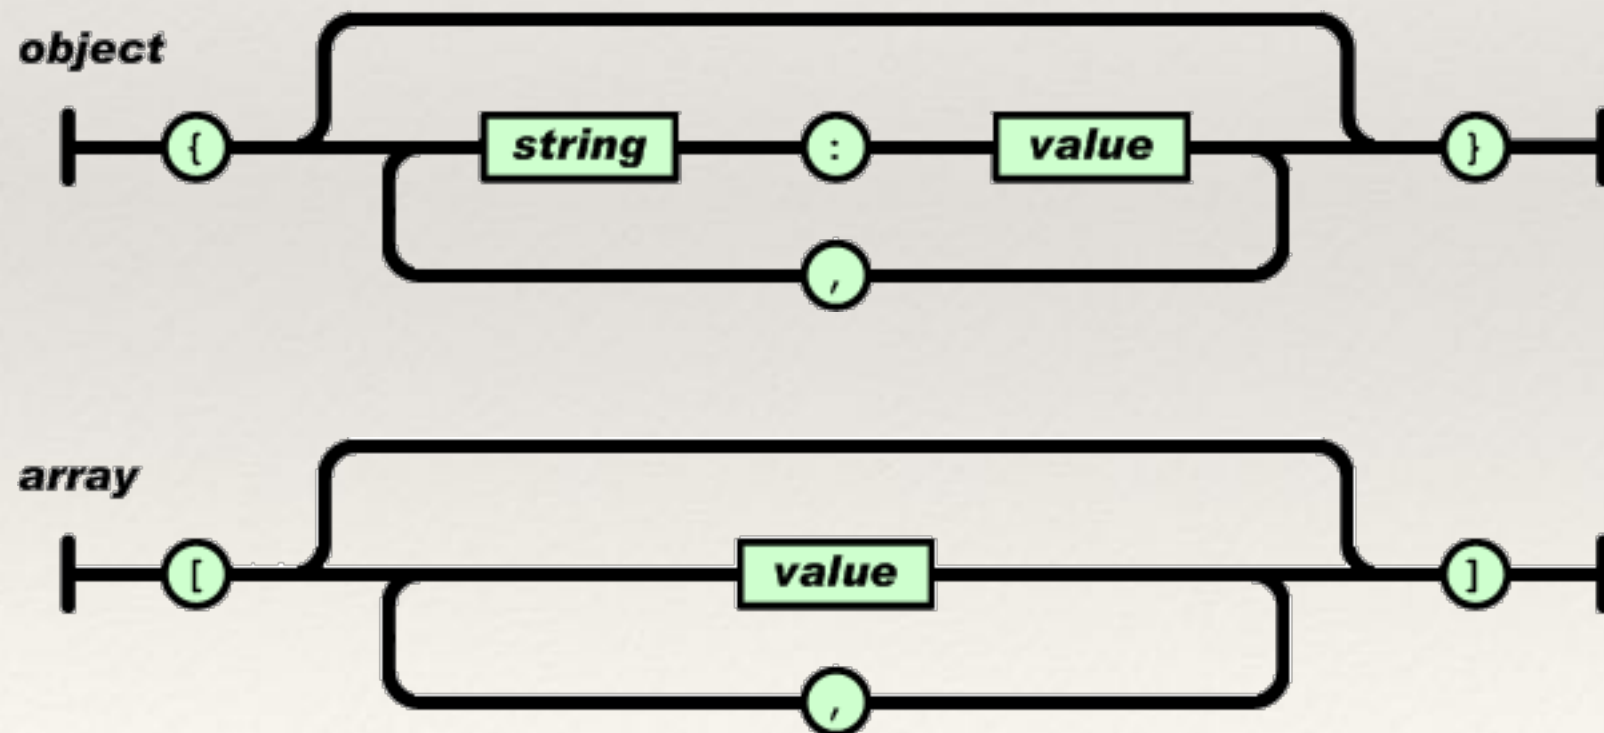 object
{ string : value }
,
array
[ value ]
,